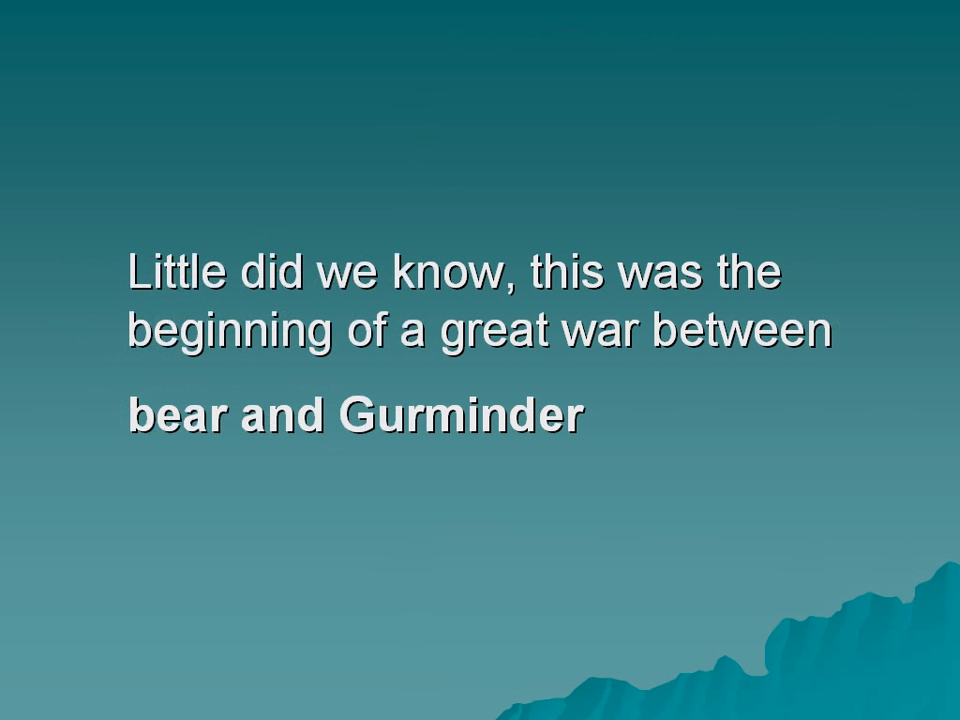 Little did we know, this was the
beginning of a great war between
bear and Gurminder